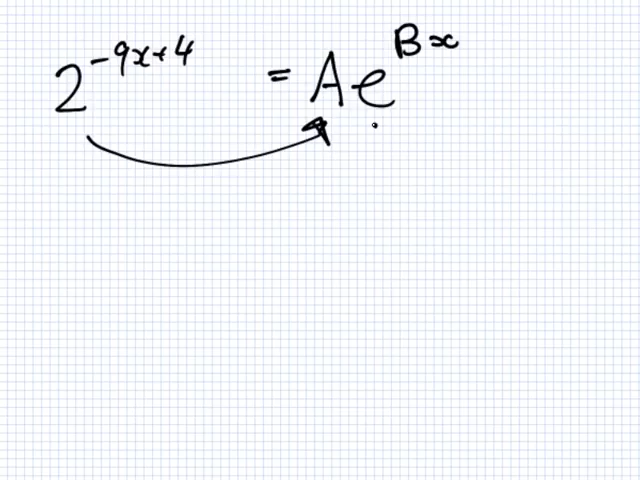 2^{-9x+4} = Ae^{Bx}